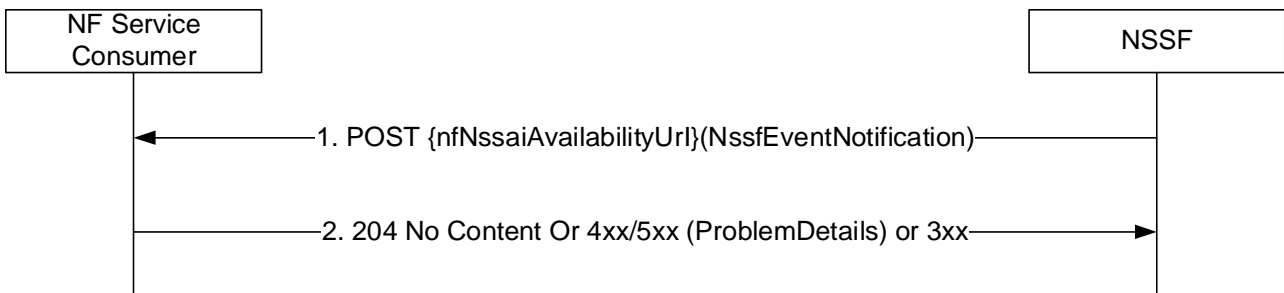 NF Service
Consumer
NSSF
1. POST {nfNssaiAvailabilityUrl}(NssfEventNotification)
2. 204 No Content Or 4xx/5xx (ProblemDetails) or 3xx